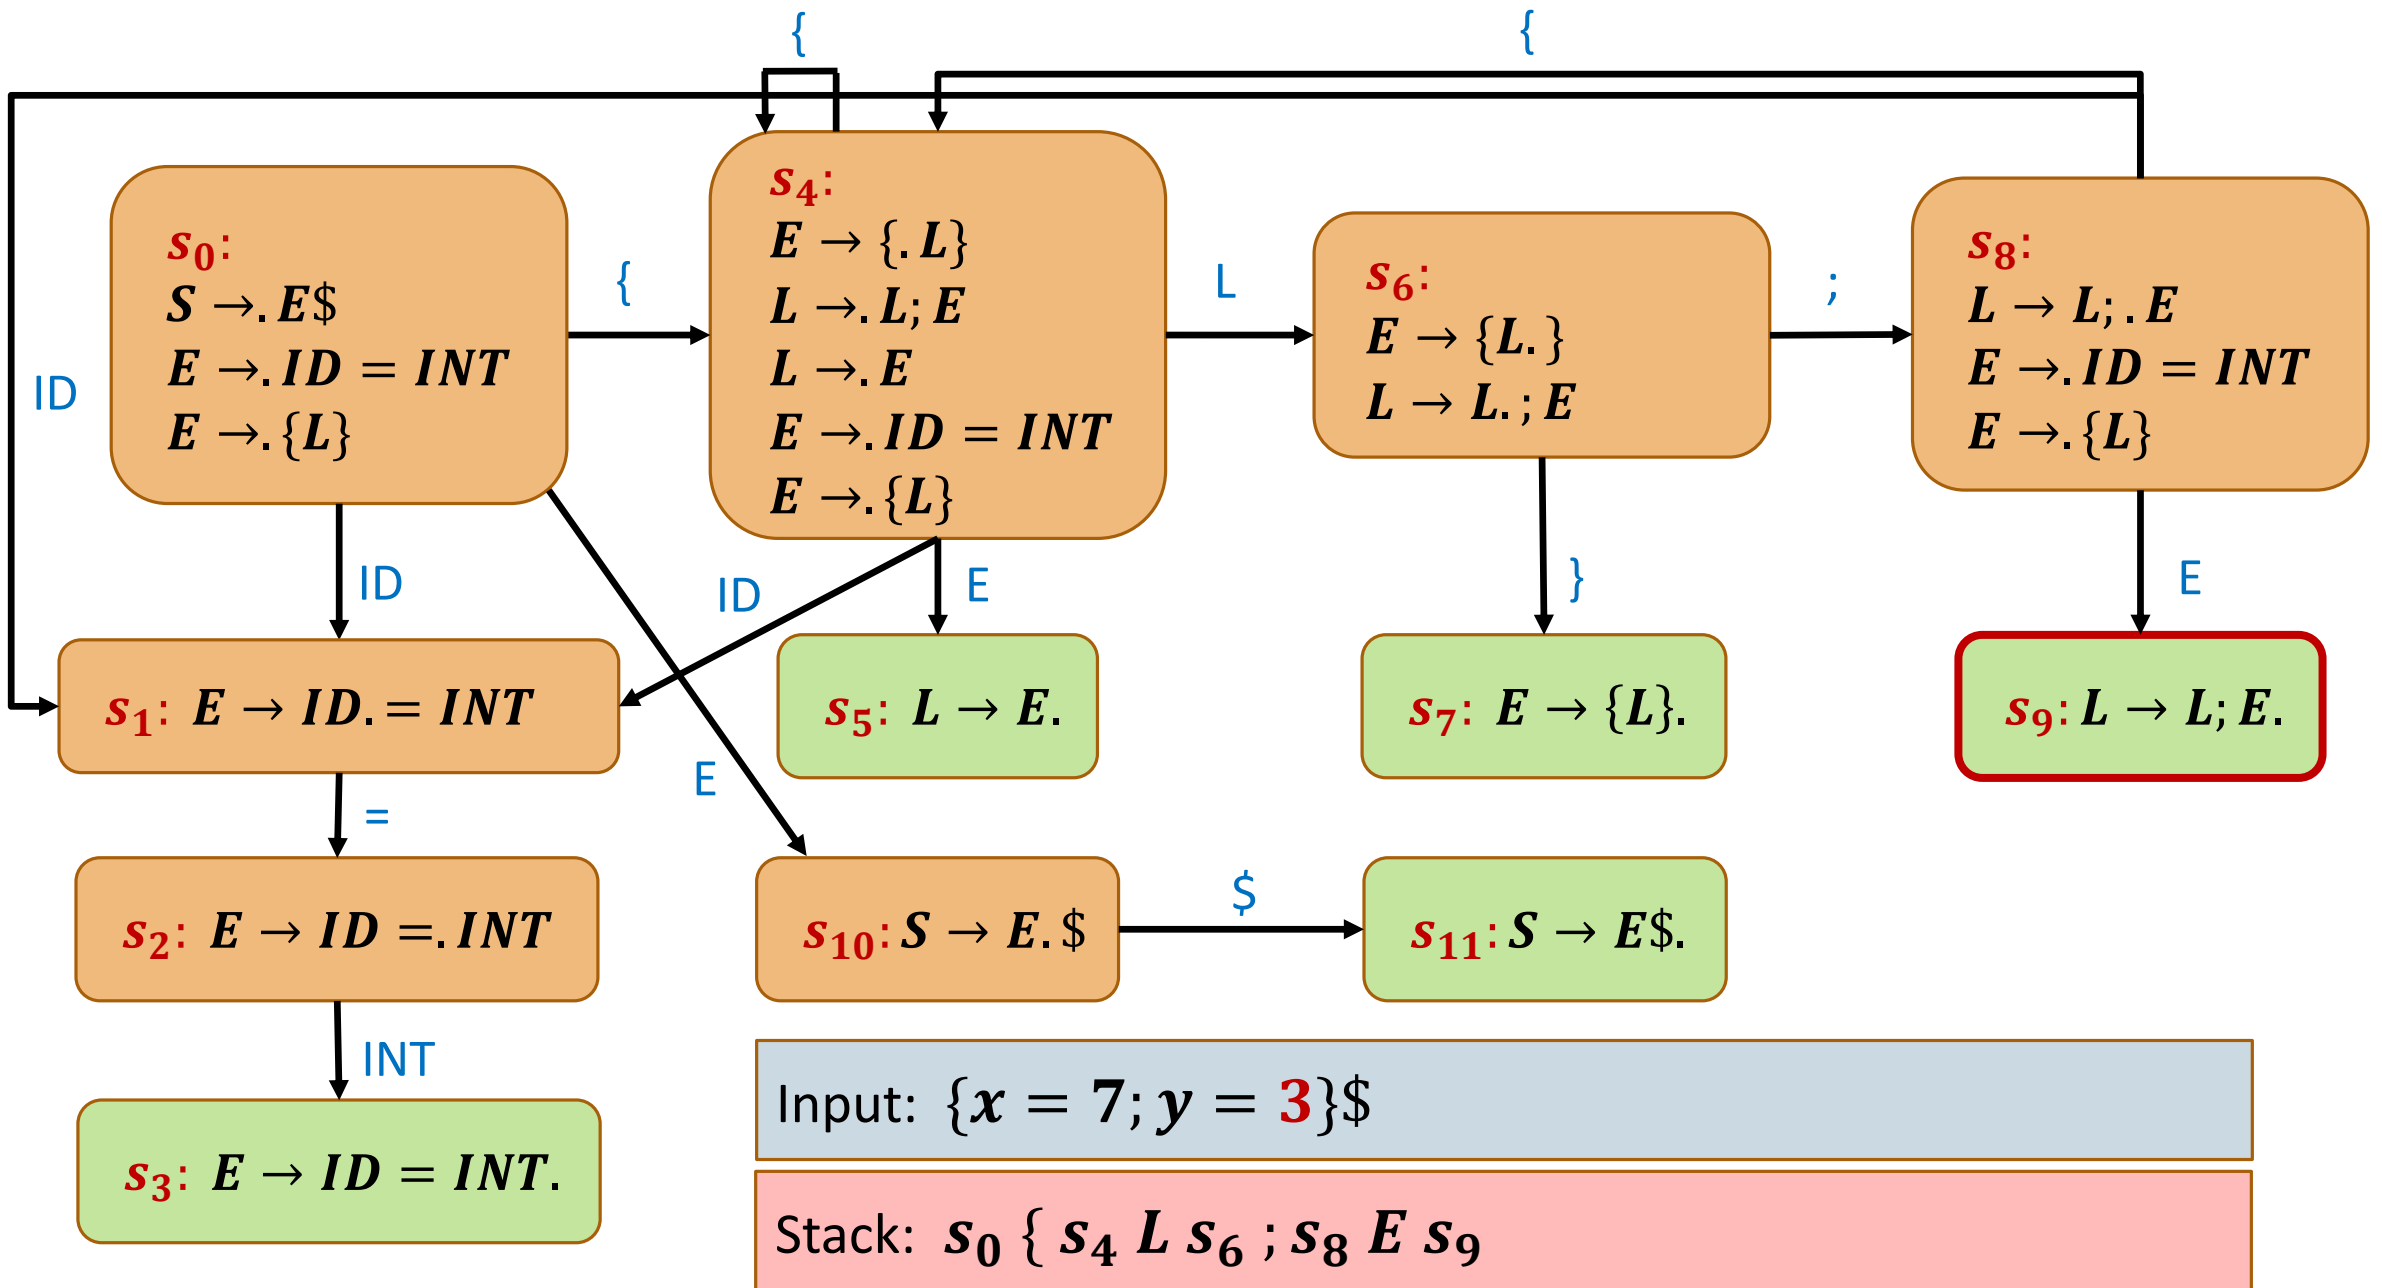 {
{
s₀:
S →. E$
E →. ID = INT
E →. {L}
{
s₄:
E → {. L}
L →. L; E
L →. E
E →. ID = INT
E →. {L}
L
s₆:
E → {L. }
L → L. ; E
;
s₈:
L → L; . E
E →. ID = INT
E →. {L}
ID
ID
ID
E
}
E
s₁: E → ID. = INT
s₅: L → E.
s₇: E → {L}.
s₉: L → L; E.
=
E
s₂: E → ID =. INT
s₁₀: S → E. $
$
s₁₁: S → E$.
INT
s₃: E → ID = INT.
Input: {x = 7; y = 3}$
Stack: s₀ { s₄ L s₆ ; s₈ E s₉